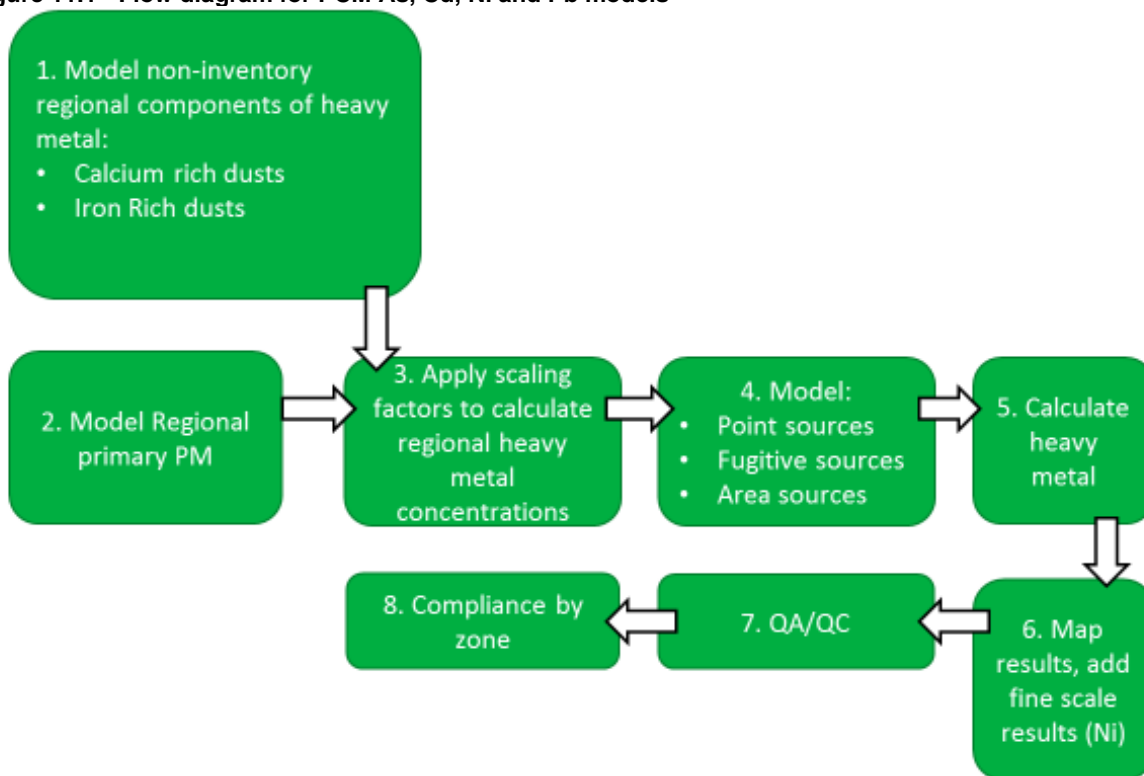 1. Model non-inventory
regional components of heavy
metal:
• Calcium rich dusts
• Iron Rich dusts
2. Model Regional
primary PM
3. Apply scaling
factors to calculate
regional heavy
metal
concentrations
4. Model:
• Point sources
• Fugitive sources
• Area sources
5. Calculate
heavy
metal
6. Map
results, add
fine scale
results (Ni)
7. QA/QC
8. Compliance by
zone